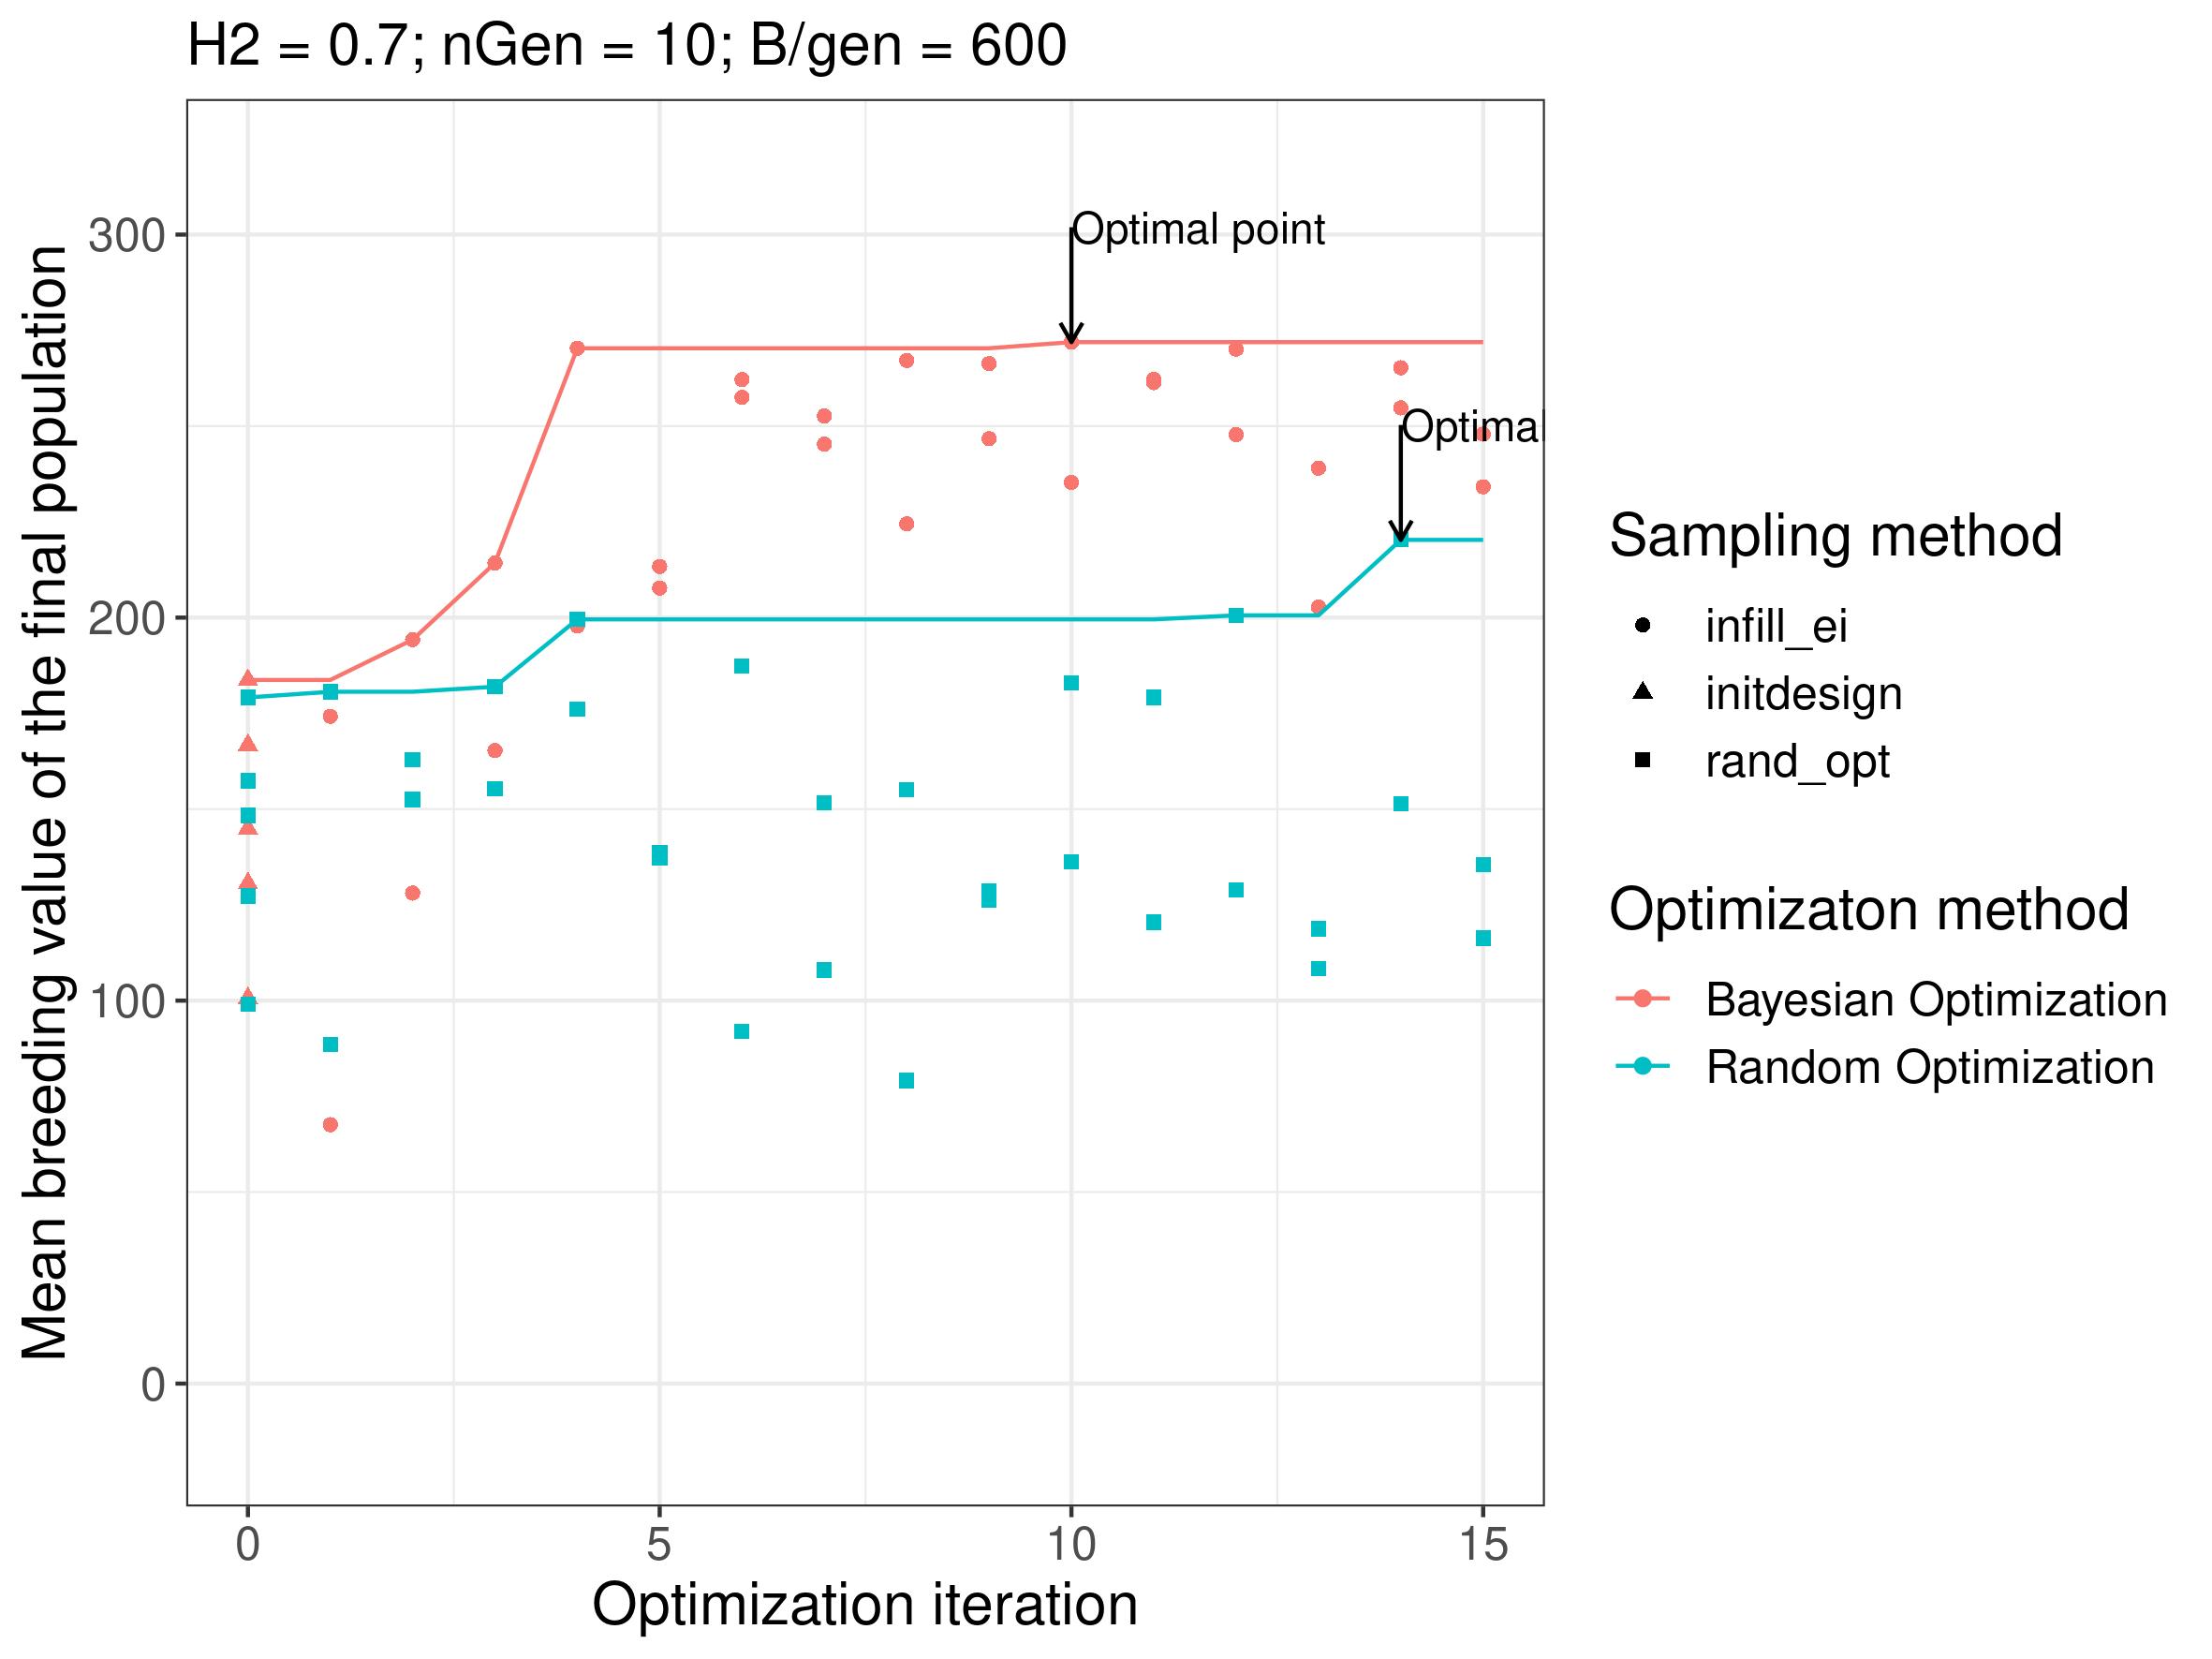 H2 = 0.7; nGen = 10; B/gen = 600
Mean breeding value of the final population
300
200
100
0
Optimal point
Optimal
0 5 10 15
Optimization iteration
Sampling method
infill_ei
initdesign
rand_opt
Optimizaton method
Bayesian Optimization
Random Optimization